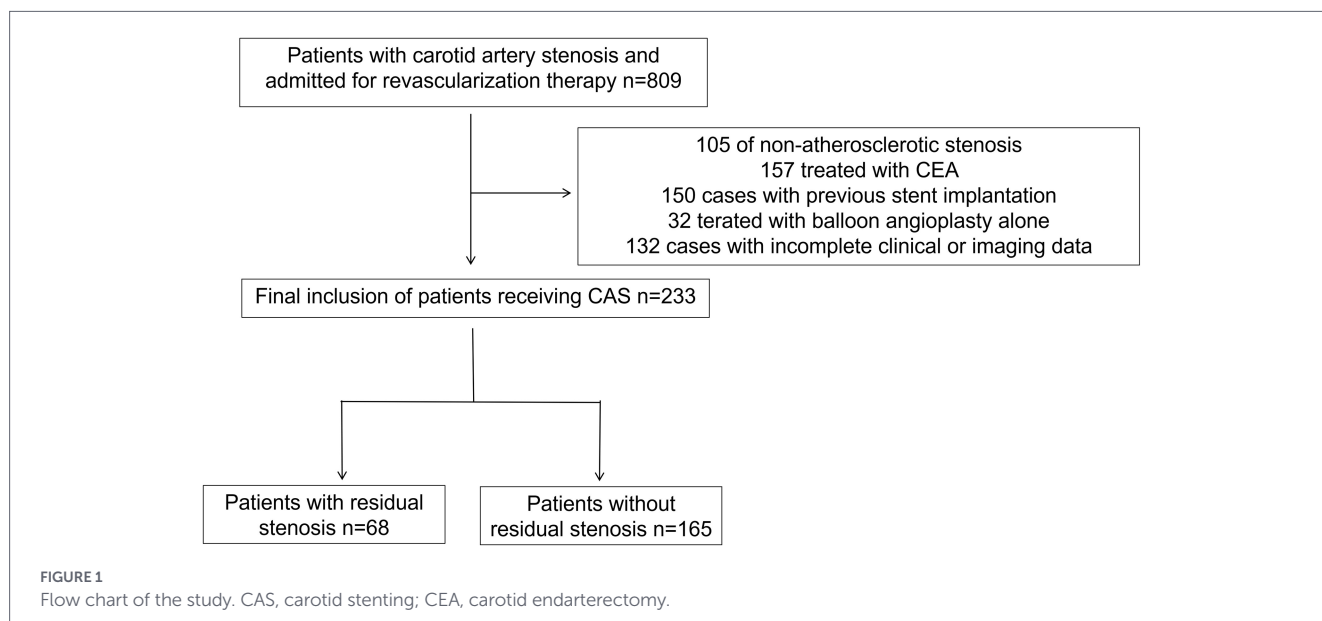 Patients with carotid artery stenosis and
admitted for revascularization therapy n=809
105 of non-atherosclerotic stenosis
157 treated with CEA
150 cases with previous stent implantation
32 terated with balloon angioplasty alone
132 cases with incomplete clinical or imaging data
Final inclusion of patients receiving CAS n=233
Patients with residual
stenosis n=68
Patients without
residual stenosis n=165
FIGURE 1
Flow chart of the study. CAS, carotid stenting; CEA, carotid endarterectomy.